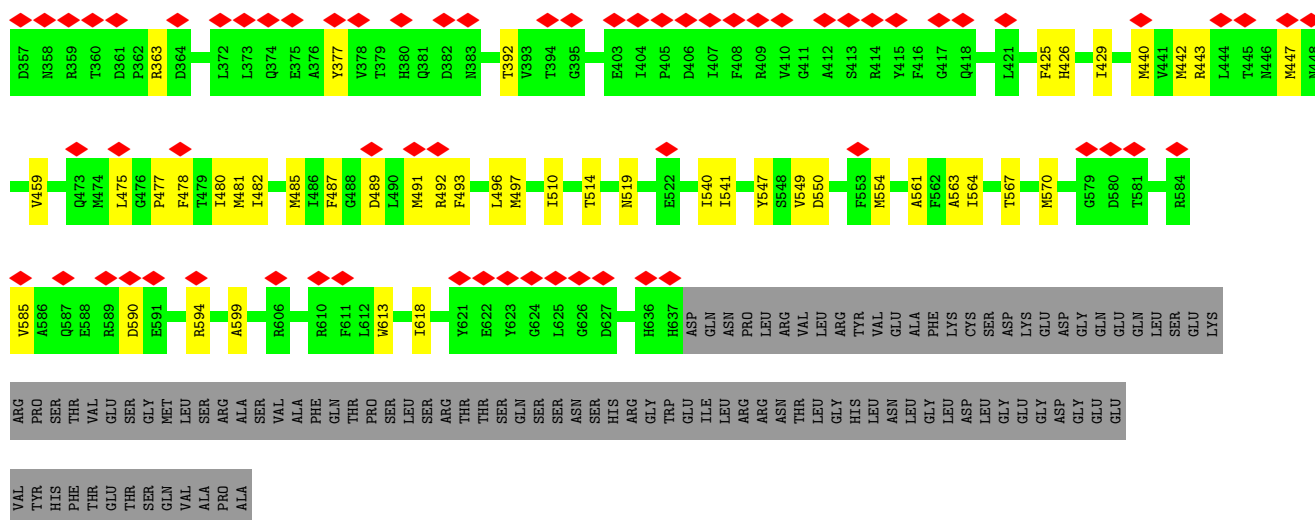 D357 N358 R359 T360 D361 P362 R363 D364 L372 L373 Q374 E375 A376 Y377 V378 T379 H380 Q381 D382 N383 T392 V393 T394 G395 E403 I404 P405 D406 I407 F408 R409 V410 G411 A412 S413 R414 Y415 F416 G417 Q418 L421 F425 H426 I429 M440 V441 M442 R443 L444 T445 N446 M447 N448
V459 Q473 M474 L475 G476 P477 F478 T479 I480 M481 I482 M485 I486 F487 G488 D489 L490 M491 R492 F493 L496 M497 I510 T514 N519 E522 I540 I541 Y547 S548 V549 D550 F553 M554 A561 F562 A563 I564 T567 M570 G579 D580 T581 R584
V585 A586 Q587 E588 R589 D590 E591 R594 A599 R606 R610 F611 L612 W613 I618 Y621 E622 Y623 G624 L625 G626 D627 H636 H637 ASP GLN ASN PRO LEU ARG VAL LEU ARG TYR VAL GLU ALA PHE LYS CYS SER ASP LYS GLU ASP GLY GLN GLU GLN LEU SER GLU LYS
ARG PRO SER THR VAL GLU SER GLY MET LEU SER ARG ALA SER VAL ALA PHE GLN THR PRO SER LEU SER ARG THR THR SER GLN SER SER ASN SER HIS ARG GLY TRP GLU ILE LEU ARG ARG ASN THR LEU GLY HIS LEU ASN LEU GLY LEU ASP LEU GLY GLU GLY ASP GLY GLU GLU
VAL TYR HIS PHE THR GLU THR SER GLN VAL ALA PRO ALA